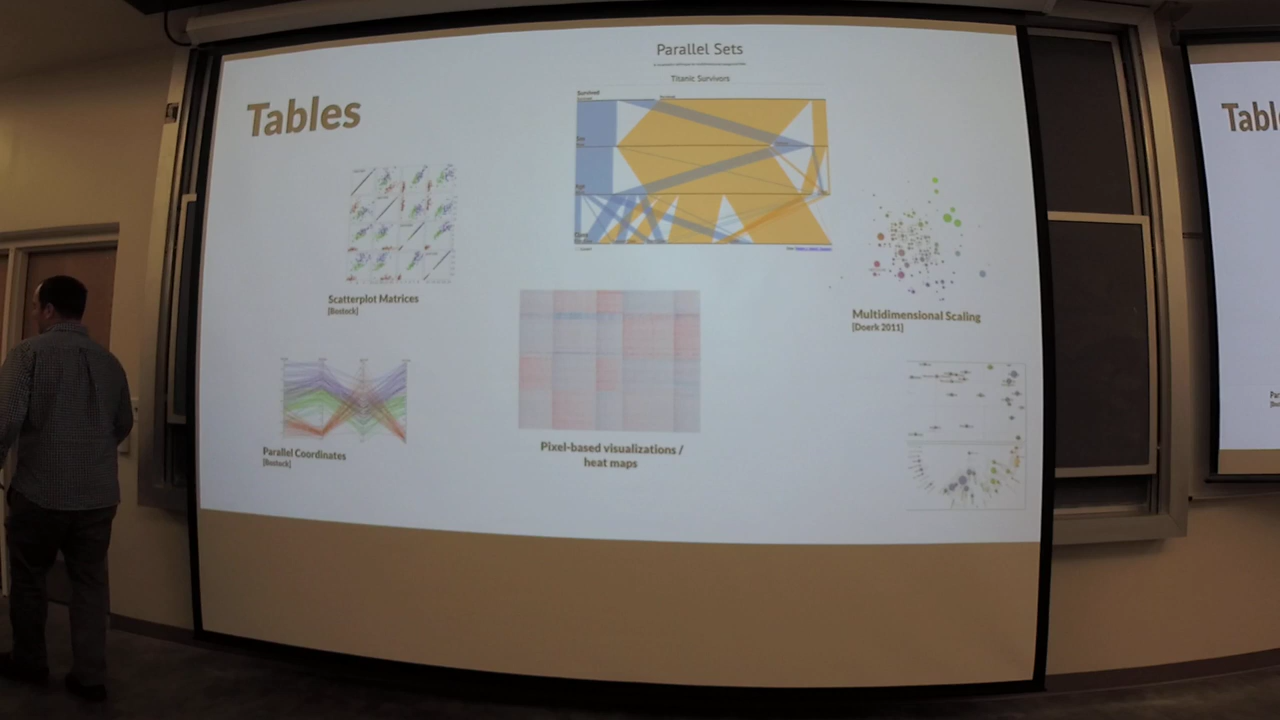 Parallel Sets
Titanic Survivors
Survived
Tables
Scatterplot Matrices
[Bostock]
Multidimensional Scaling
[Doerk 2011]
Parallel Coordinates
[Bostock]
Pixel-based visualizations /
heat maps